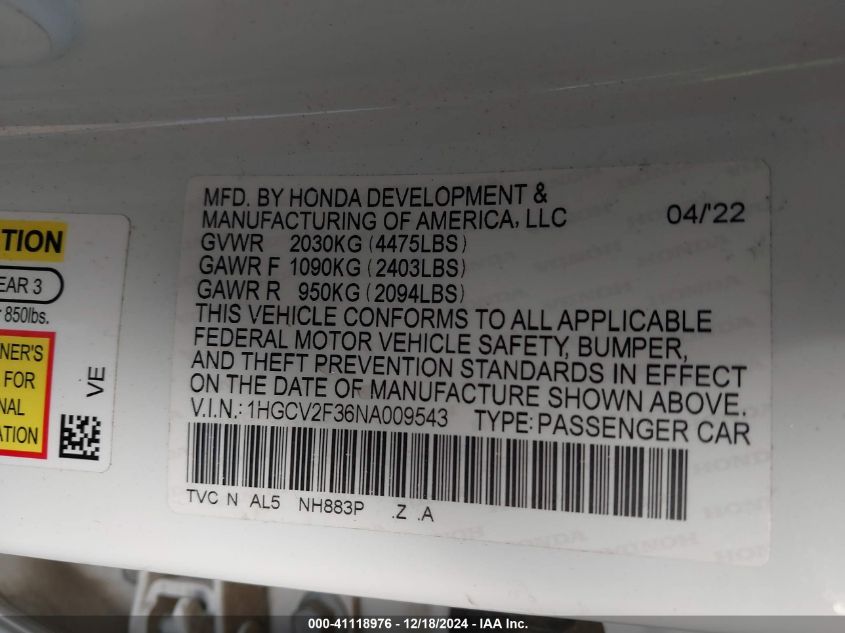 TION
EAR 3
850lbs.
NER'S
FOR
NAL
ATION
VE
MFD. BY HONDA DEVELOPMENT &
MANUFACTURING OF AMERICA, LLC 04/'22
GVWR 2030KG (4475LBS)
GAWR F 1090KG (2403LBS)
GAWR R 950KG (2094LBS)
THIS VEHICLE CONFORMS TO ALL APPLICABLE
FEDERAL MOTOR VEHICLE SAFETY, BUMPER,
AND THEFT PREVENTION STANDARDS IN EFFECT
ON THE DATE OF MANUFACTURE SHOWN ABOVE.
V.I.N.: 1HGCV2F36NA009543 TYPE: PASSENGER CAR
TVC N AL5 NH883P .Z .A
000-41118976 - 12/18/2024 - IAA Inc.